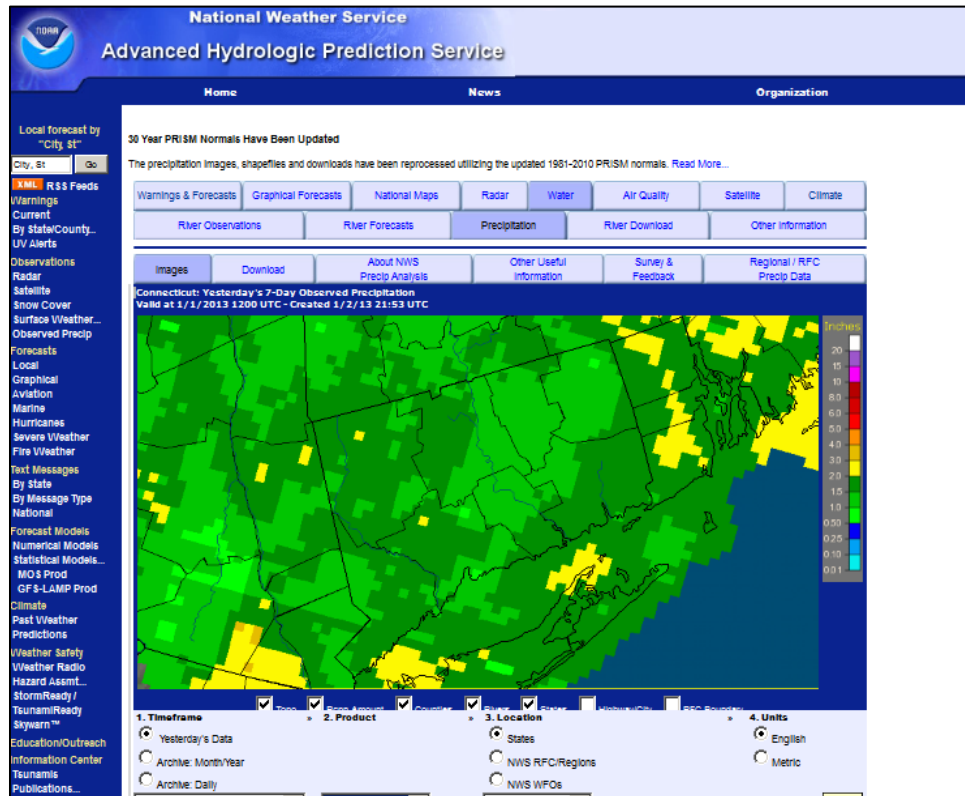 NOAA
National Weather Service
Advanced Hydrologic Prediction Service
Home News Organization
Local forecast by
"City, St"
City, St Go
XML RSS Feeds
Warnings
Current
By State/County...
UV Alerts
Observations
Radar
Satellite
Snow Cover
Surface Weather...
Observed Precip
Forecasts
Local
Graphical
Aviation
Marine
Hurricanes
Severe Weather
Fire Weather
Text Messages
By State
By Message Type
National
Forecast Models
Numerical Models
Statistical Models...
MOS Prod
GFS-LAMP Prod
Climate
Past Weather
Predictions
Weather Safety
Weather Radio
Hazard Assmt...
StormReady /
TsunamiReady
Skywarn™
Education/Outreach
Information Center
Tsunamis
Publications...
30 Year PRISM Normals Have Been Updated
The precipitation images, shapefiles and downloads have been reprocessed utilizing the updated 1981-2010 PRISM normals. Read More...
Warnings & Forecasts Graphical Forecasts National Maps Radar Water Air Quality Satellite Climate
River Observations River Forecasts Precipitation River Download Other Information
Images Download About NWS Precip Analysis Other Useful Information Survey & Feedback Regional / RFC Precip Data
Connecticut: Yesterday's 7-Day Observed Precipitation
Valid at 1/1/2013 1200 UTC - Created 1/2/13 21:53 UTC
Inches
20
15
10
8.0
6.0
5.0
4.0
3.0
2.0
1.5
1.0
0.50
0.25
0.10
0.01
Topo Pcpn Amount Counties Rivers States Highway/City RFC Boundary
1. Timeframe » 2. Product » 3. Location » 4. Units
Yesterday's Data States English
Archive: Month/Year NWS RFC/Regions Metric
Archive: Daily NWS WFOs